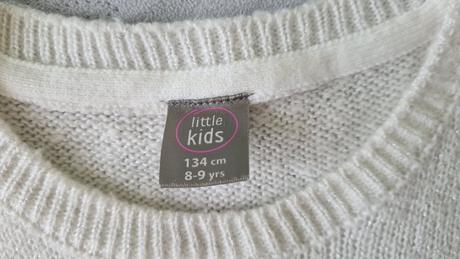 little
kids
134 cm
8-9 yrs